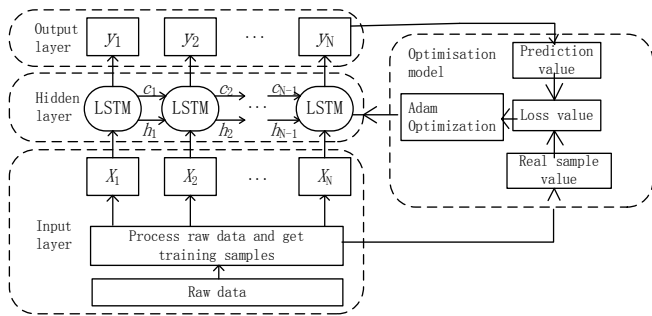 Output
layer
y1 y2 ... yN
Optimisation
model
Prediction
value
Hidden
layer
c1 c2 cN-1
LSTM LSTM ... LSTM
h1 h2 ... hN-1
Adam
Optimization
Loss value
Real sample
value
X1 X2 ... XN
Input
layer
Process raw data and get
training samples
Raw data